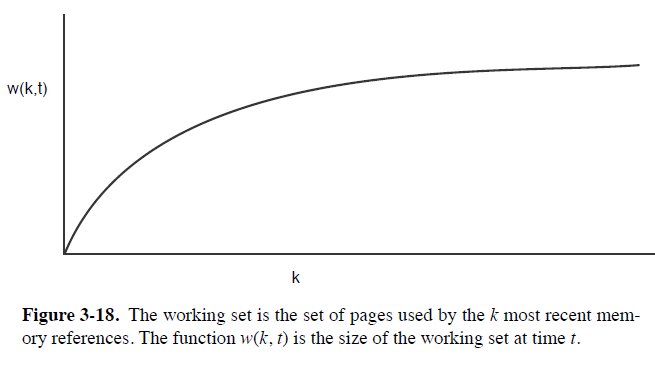 w(k,t)
k
Figure 3-18. The working set is the set of pages used by the k most recent mem-
ory references. The function w(k, t) is the size of the working set at time t.